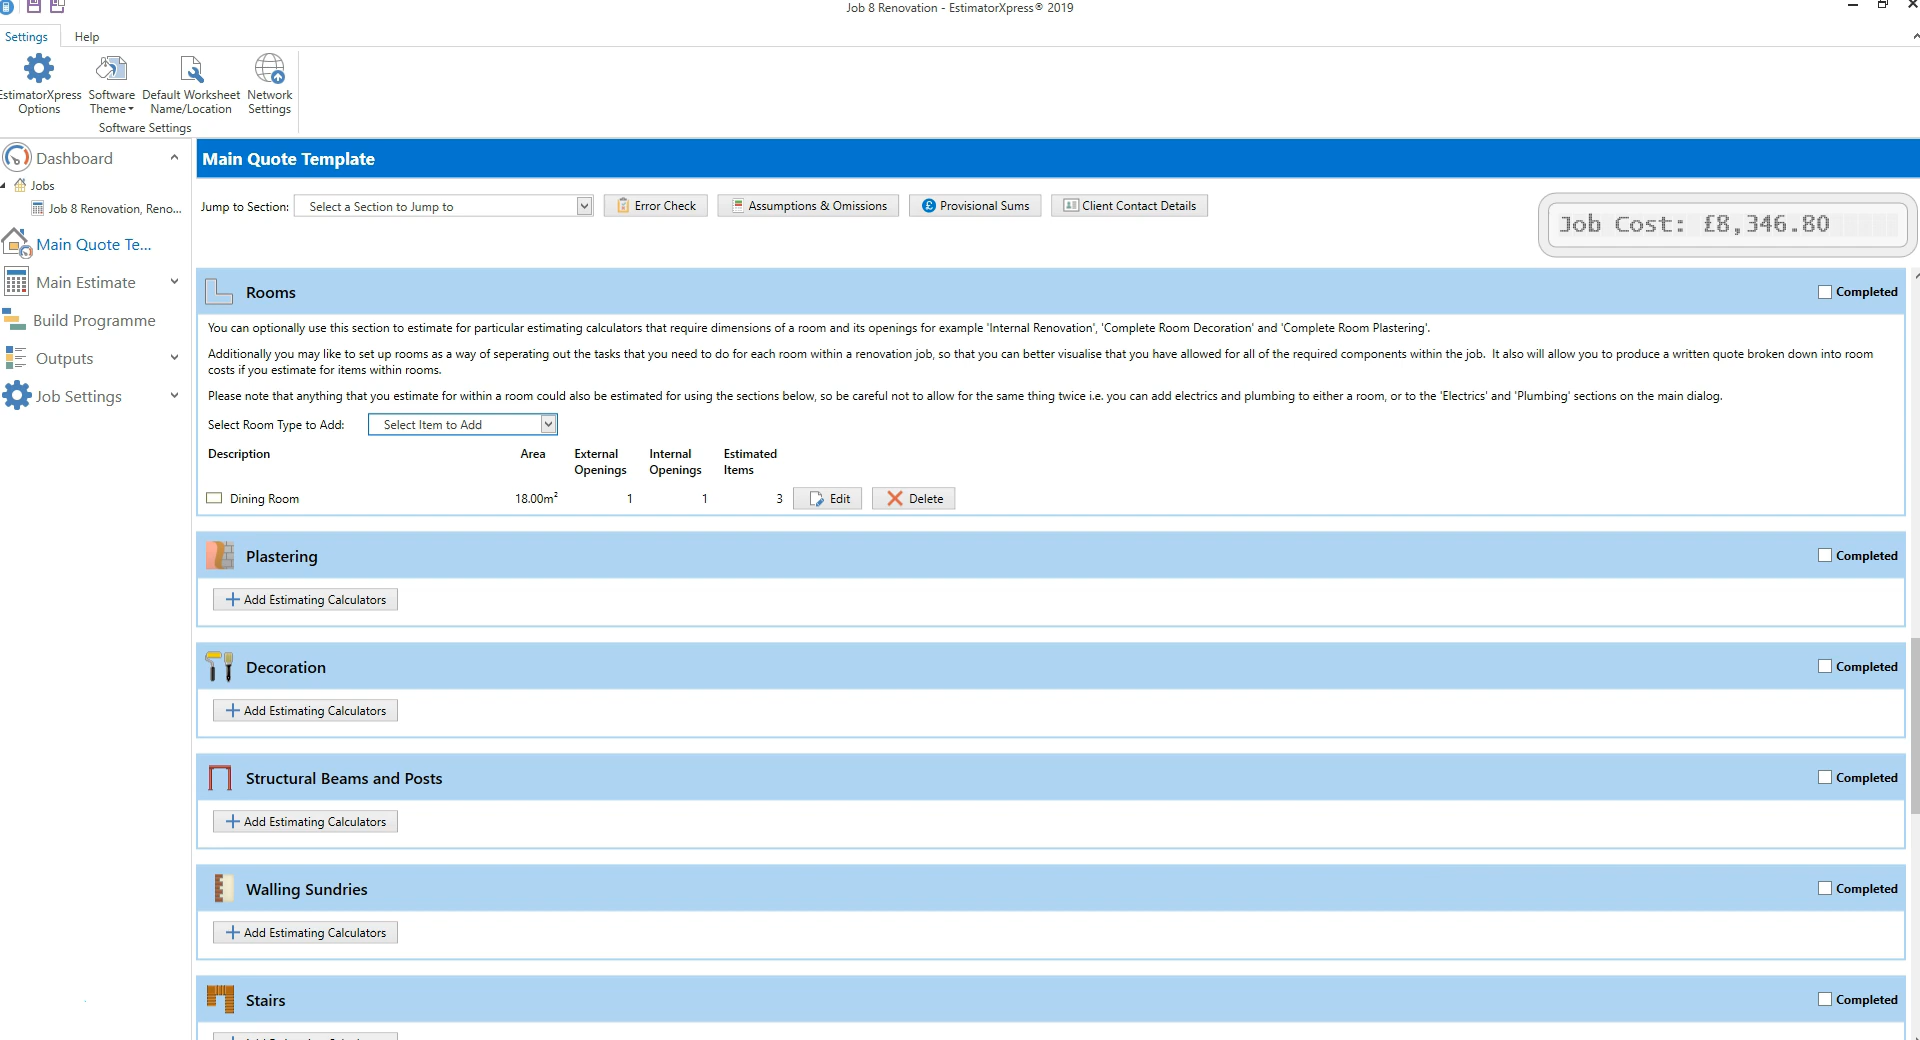 Job 8 Renovation - EstimatorXpress® 2019
Settings Help
EstimatorXpress Options
Software Theme
Default Worksheet Name/Location
Network Settings
Software Settings
Dashboard
Jobs
Job 8 Renovation, Reno...
Main Quote Te...
Main Estimate
Build Programme
Outputs
Job Settings
Main Quote Template
Jump to Section: Select a Section to Jump to Error Check Assumptions & Omissions Provisional Sums Client Contact Details
Job Cost: £8,346.80
Rooms Completed
You can optionally use this section to estimate for particular estimating calculators that require dimensions of a room and its openings for example 'Internal Renovation', 'Complete Room Decoration' and 'Complete Room Plastering'.
Additionally you may like to set up rooms as a way of seperating out the tasks that you need to do for each room within a renovation job, so that you can better visualise that you have allowed for all of the required components within the job. It also will allow you to produce a written quote broken down into room
costs if you estimate for items within rooms.
Please note that anything that you estimate for within a room could also be estimated for using the sections below, so be careful not to allow for the same thing twice i.e. you can add electrics and plumbing to either a room, or to the 'Electrics' and 'Plumbing' sections on the main dialog.
Select Room Type to Add: Select Item to Add
Description Area External Openings Internal Openings Estimated Items
Dining Room 18.00m² 1 1 3 Edit Delete
Plastering Completed
Add Estimating Calculators
Decoration Completed
Add Estimating Calculators
Structural Beams and Posts Completed
Add Estimating Calculators
Walling Sundries Completed
Add Estimating Calculators
Stairs Completed